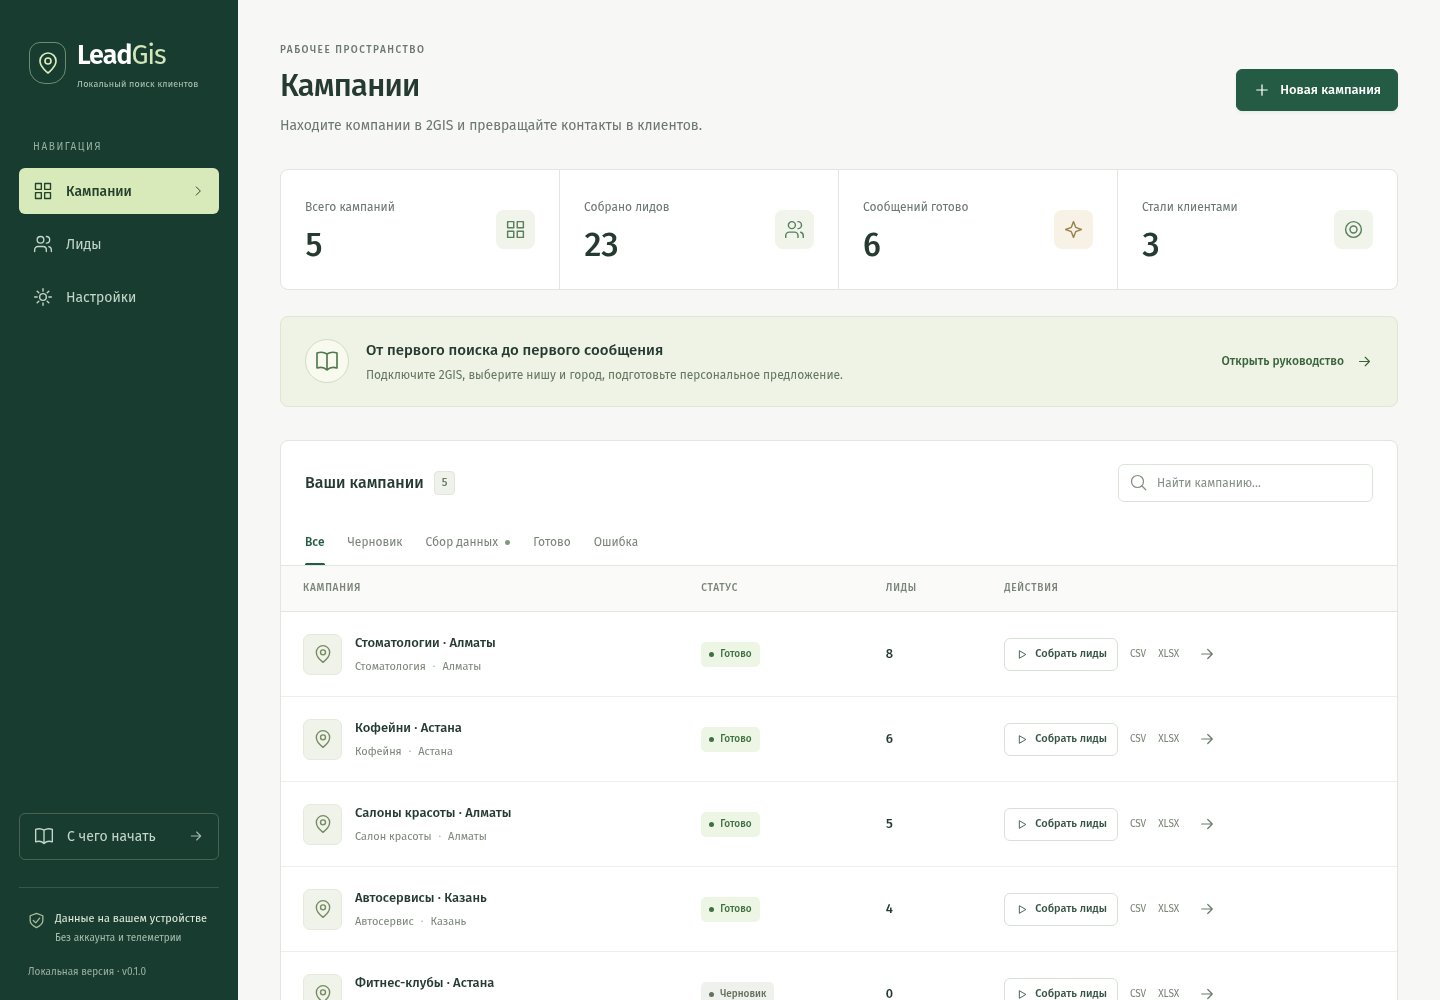 LeadGis
Локальный поиск клиентов
НАВИГАЦИЯ
Кампании
Лиды
Настройки
С чего начать
Данные на вашем устройстве
Без аккаунта и телеметрии
Локальная версия · v0.1.0
РАБОЧЕЕ ПРОСТРАНСТВО
Кампании
Находите компании в 2GIS и превращайте контакты в клиентов.
Новая кампания
Всего кампаний
5
Собрано лидов
23
Сообщений готово
6
Стали клиентами
3
От первого поиска до первого сообщения
Подключите 2GIS, выберите нишу и город, подготовьте персональное предложение.
Открыть руководство
Ваши кампании 5
Найти кампанию...
Все Черновик Сбор данных Готово Ошибка
КАМПАНИЯ СТАТУС ЛИДЫ ДЕЙСТВИЯ
Стоматологии · Алматы
Стоматология · Алматы
Готово 8 Собрать лиды CSV XLSX
Кофейни · Астана
Кофейня · Астана
Готово 6 Собрать лиды CSV XLSX
Салоны красоты · Алматы
Салон красоты · Алматы
Готово 5 Собрать лиды CSV XLSX
Автосервисы · Казань
Автосервис · Казань
Готово 4 Собрать лиды CSV XLSX
Фитнес-клубы · Астана
Черновик 0 Собрать лиды CSV XLSX